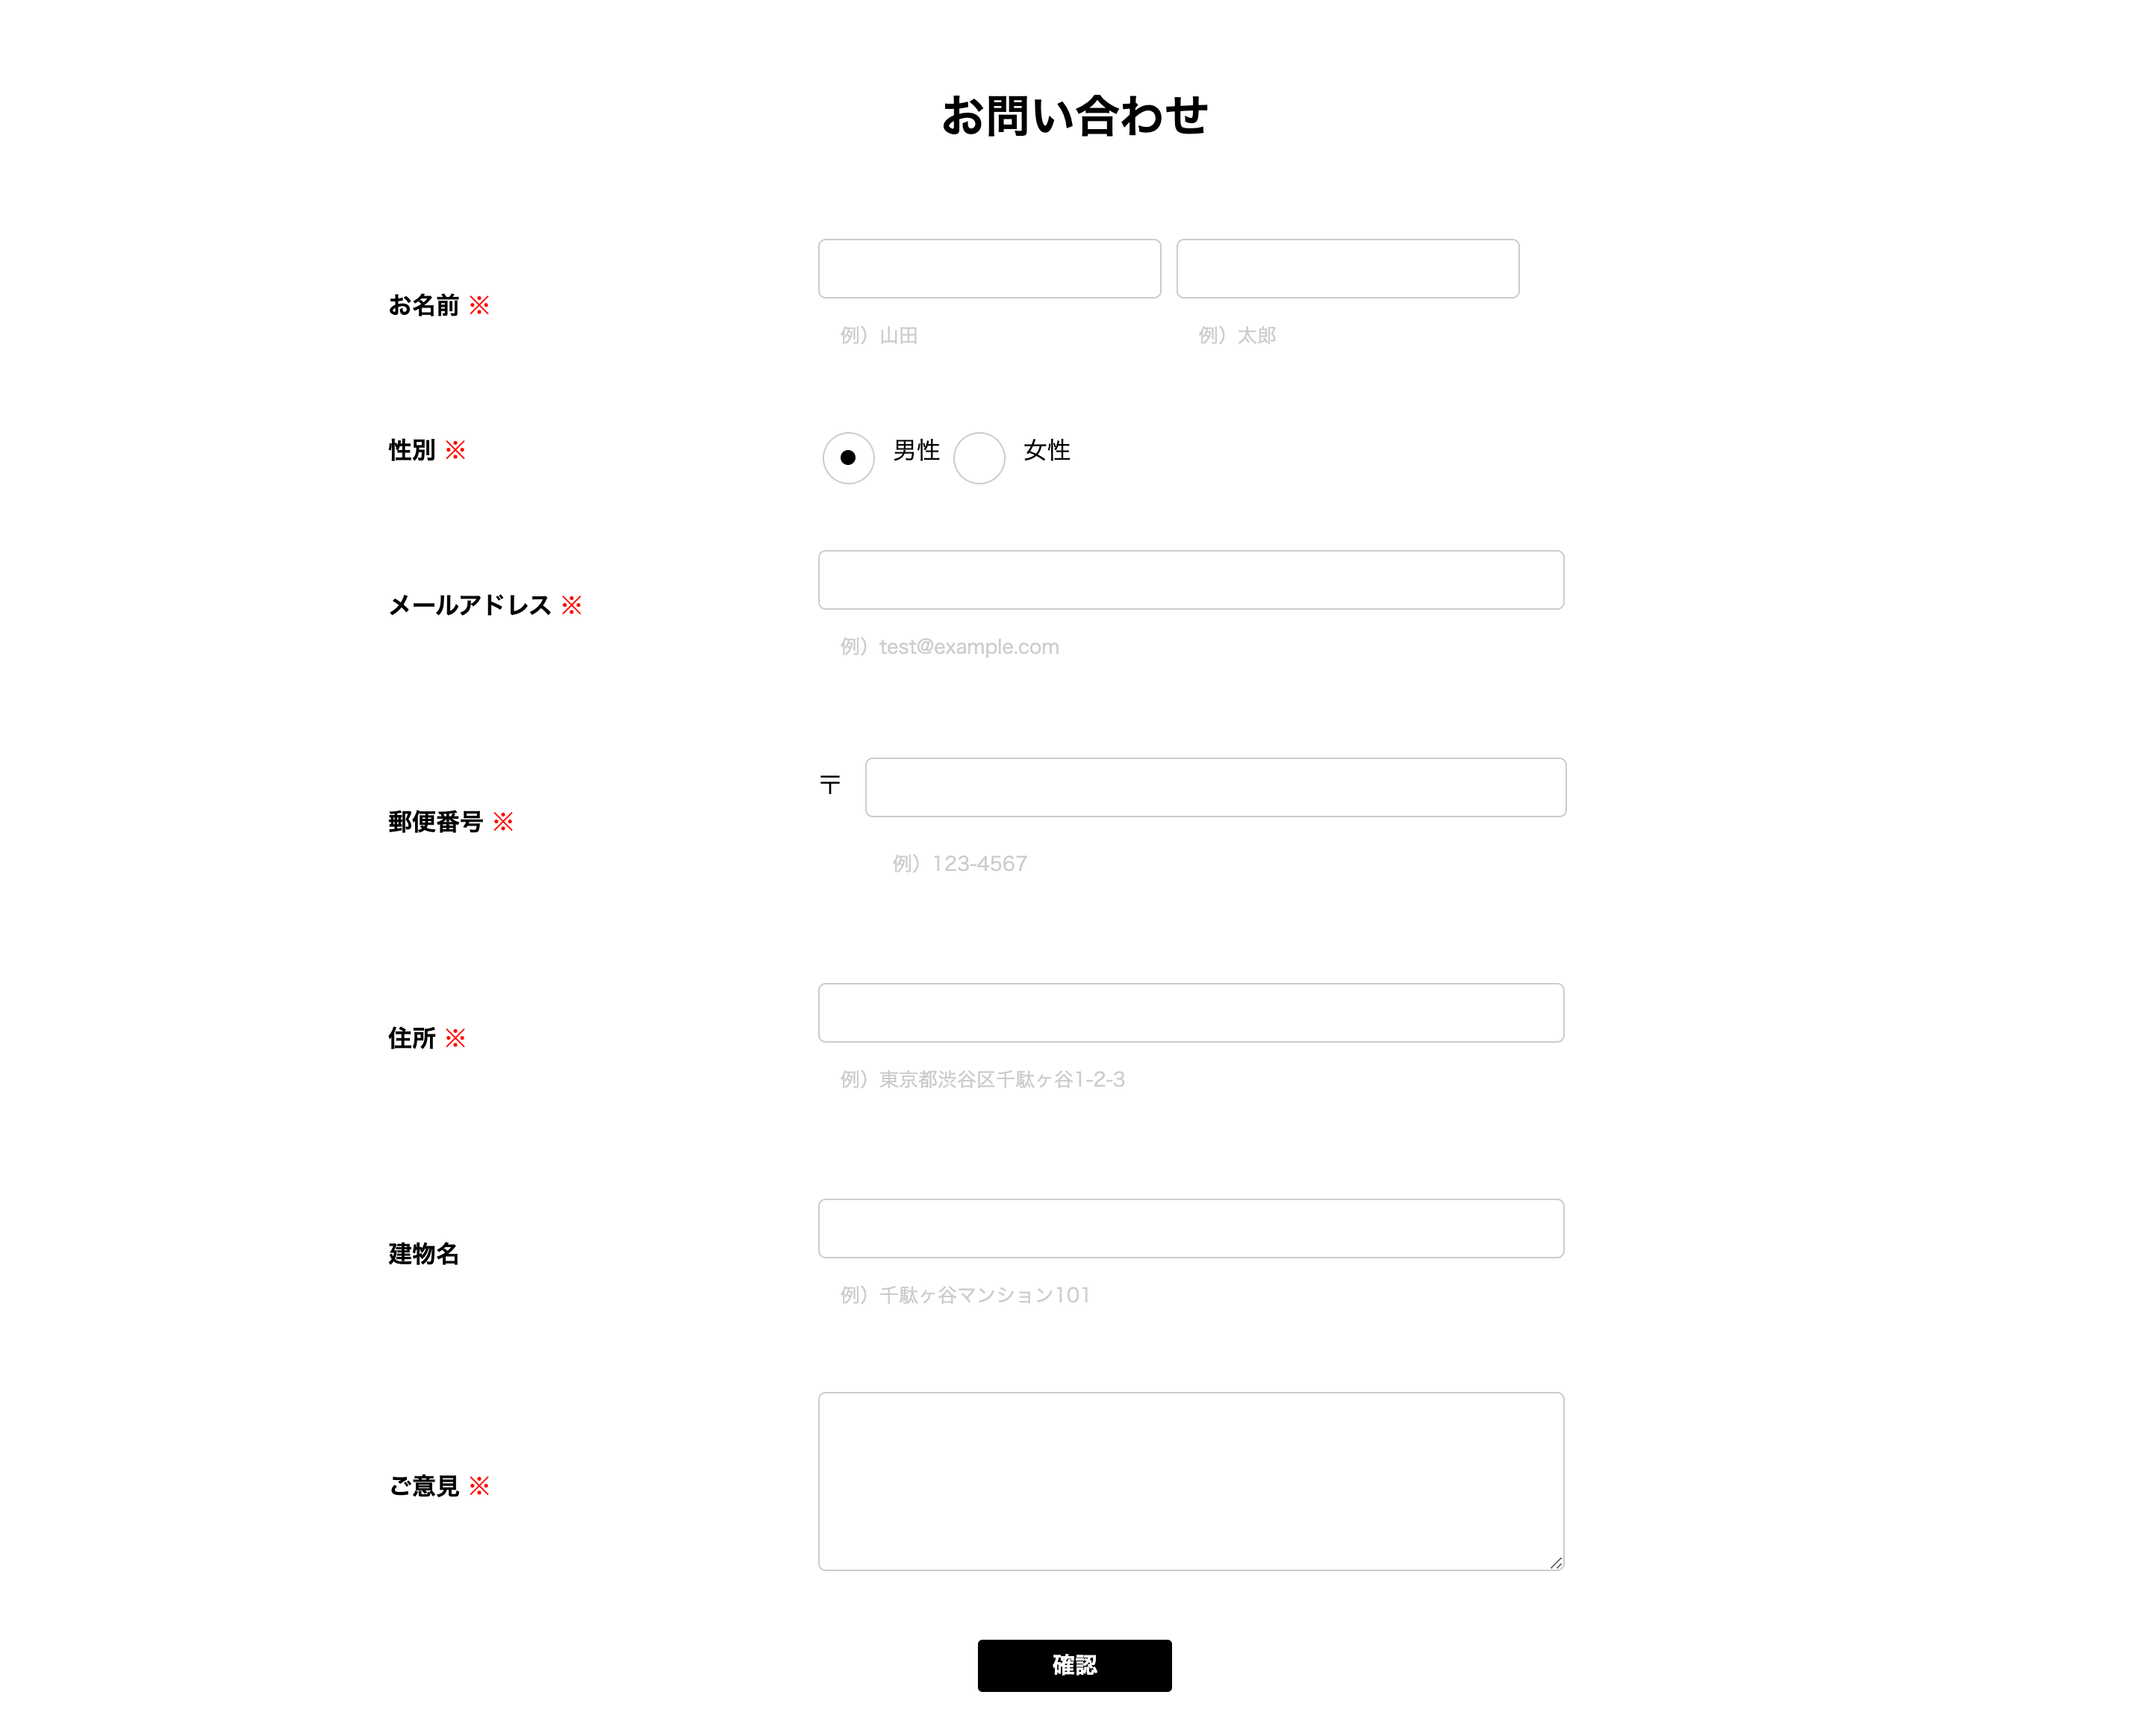 お問い合わせ
お名前 ※
例）山田 例）太郎
性別 ※ 男性 女性
メールアドレス ※
例）test@example.com
〒
郵便番号 ※
例）123-4567
住所 ※
例）東京都渋谷区千駄ヶ谷1-2-3
建物名
例）千駄ヶ谷マンション101
ご意見 ※
確認